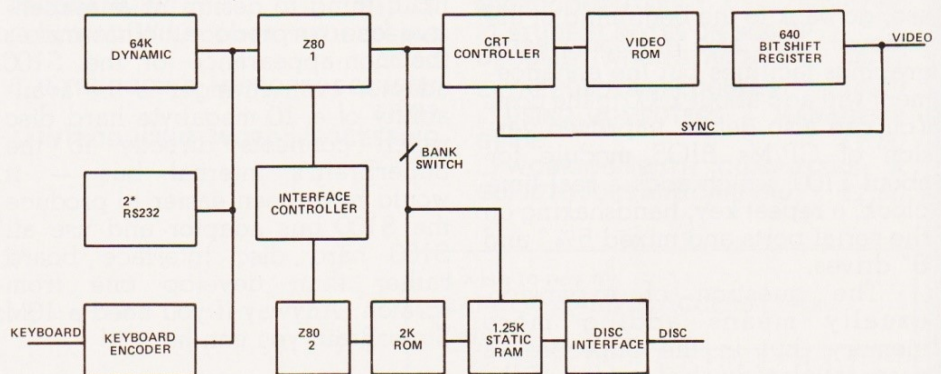 64K
DYNAMIC
Z80
1
CRT
CONTROLLER
VIDEO
ROM
640
BIT SHIFT
REGISTER
VIDEO
SYNC
BANK
SWITCH
2*
RS232
INTERFACE
CONTROLLER
KEYBOARD
KEYBOARD
ENCODER
Z80
2
2K
ROM
1.25K
STATIC
RAM
DISC
INTERFACE
DISC